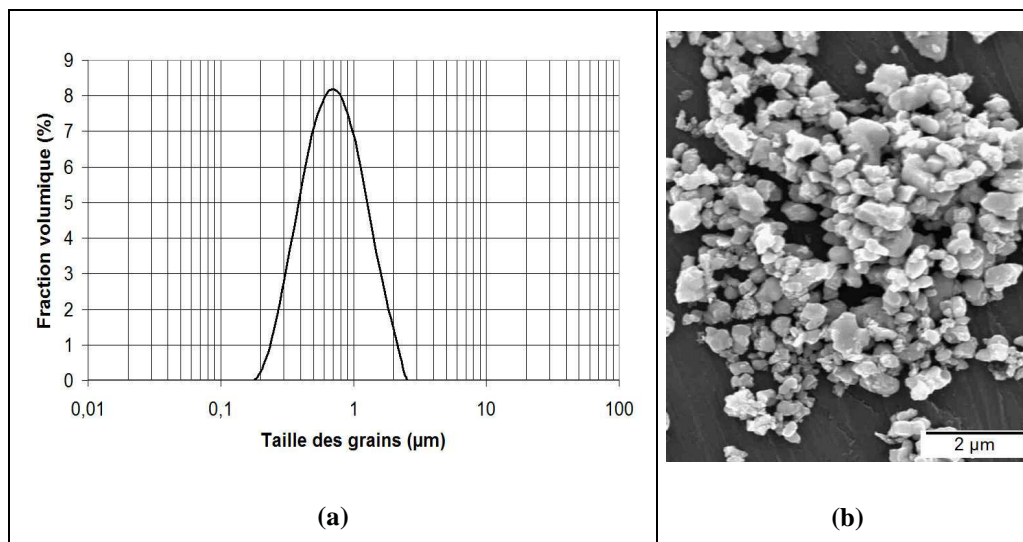 Fraction volumique (%)
9
8
7
6
5
4
3
2
1
0
0,01 0,1 1 10 100
Taille des grains (µm)
(a)
2 µm
(b)